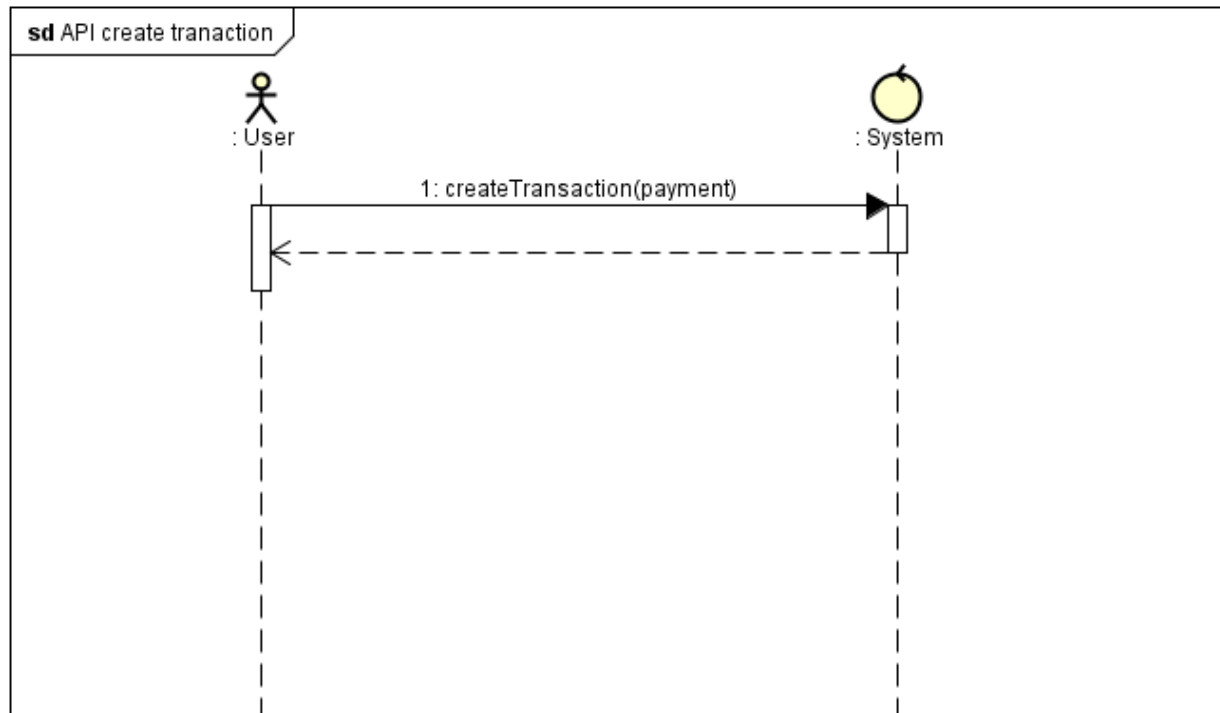 sd API create tranaction
: User
: System
1: createTransaction(payment)